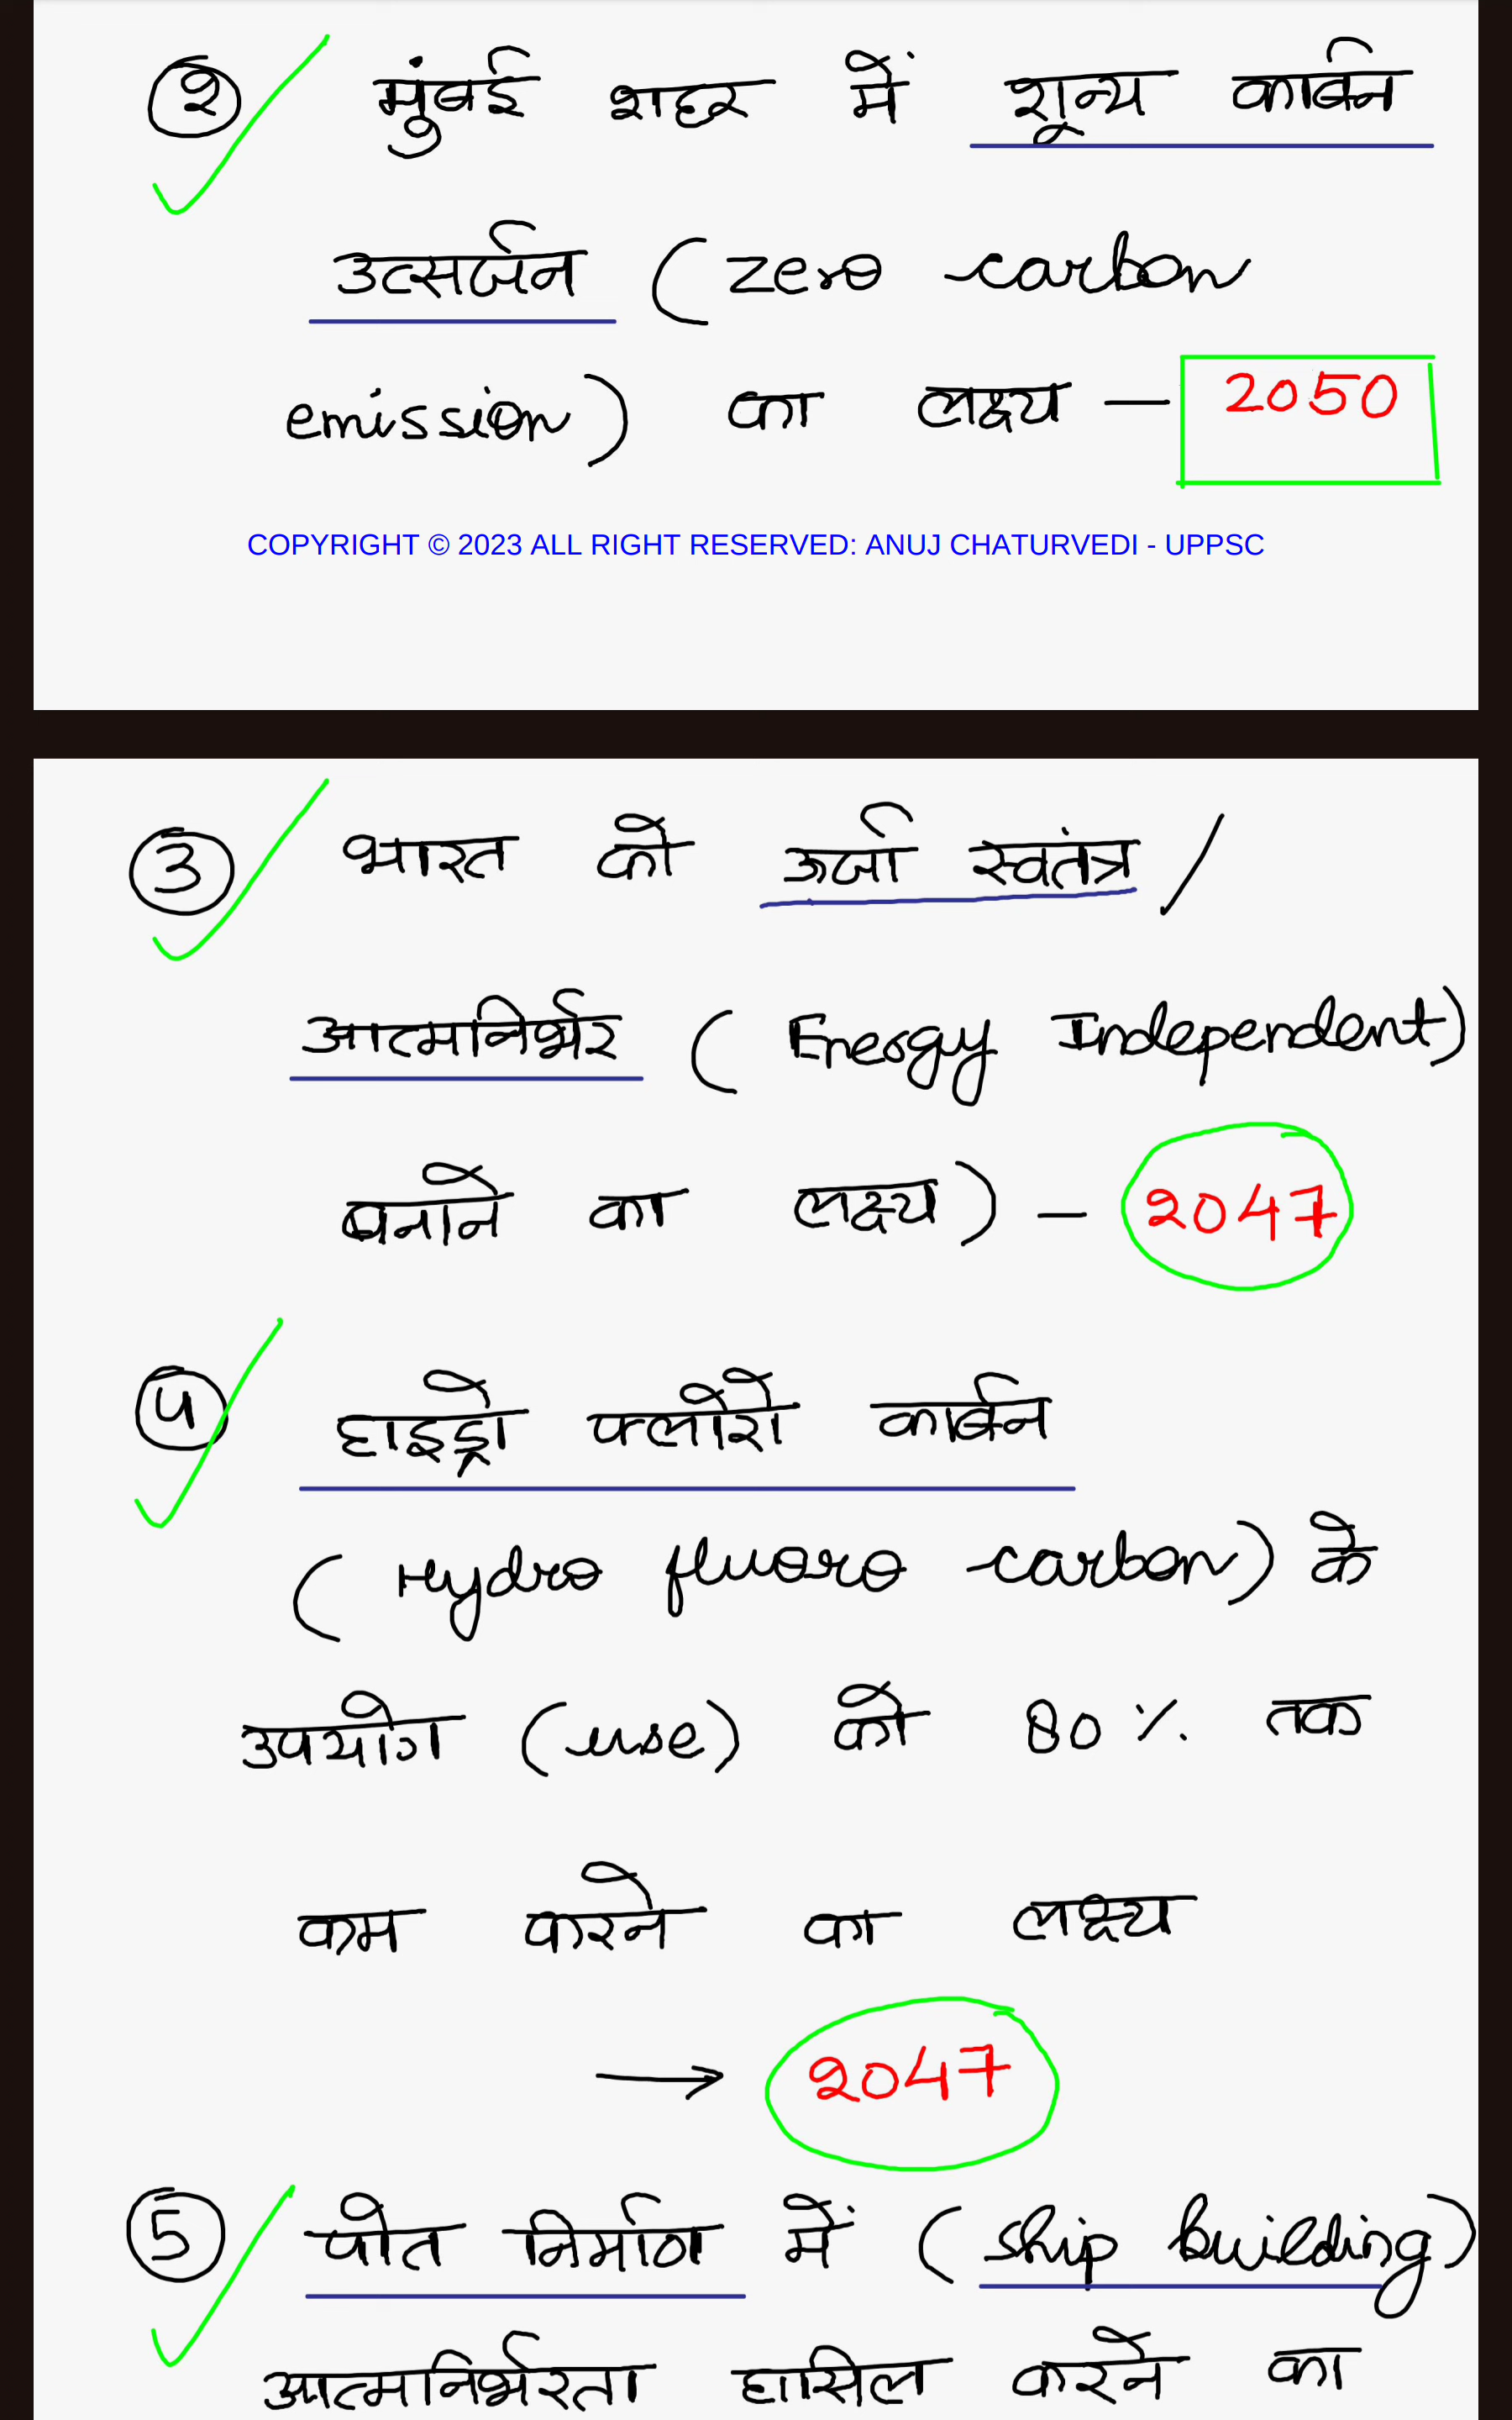 ② मुंबई शहर में शून्य कार्बन
उत्सर्जन (zero carbon
emission) का लक्ष्य — 2050
COPYRIGHT © 2023 ALL RIGHT RESERVED: ANUJ CHATURVEDI - UPPSC
③ भारत को उर्जा स्वतंत्र /
आत्मनिर्भर ( Energy Independent)
बनाने का लक्ष्य) — 2047
④ हाइड्रो फ्लोरो कार्बन
( Hydro fluoro carbon) के
उपयोग (use) को 80 % तक
कम करने का लक्ष्य
→ 2047
⑤ पोत निर्माण में ( ship building)
आत्मनिर्भरता हासिल करने का